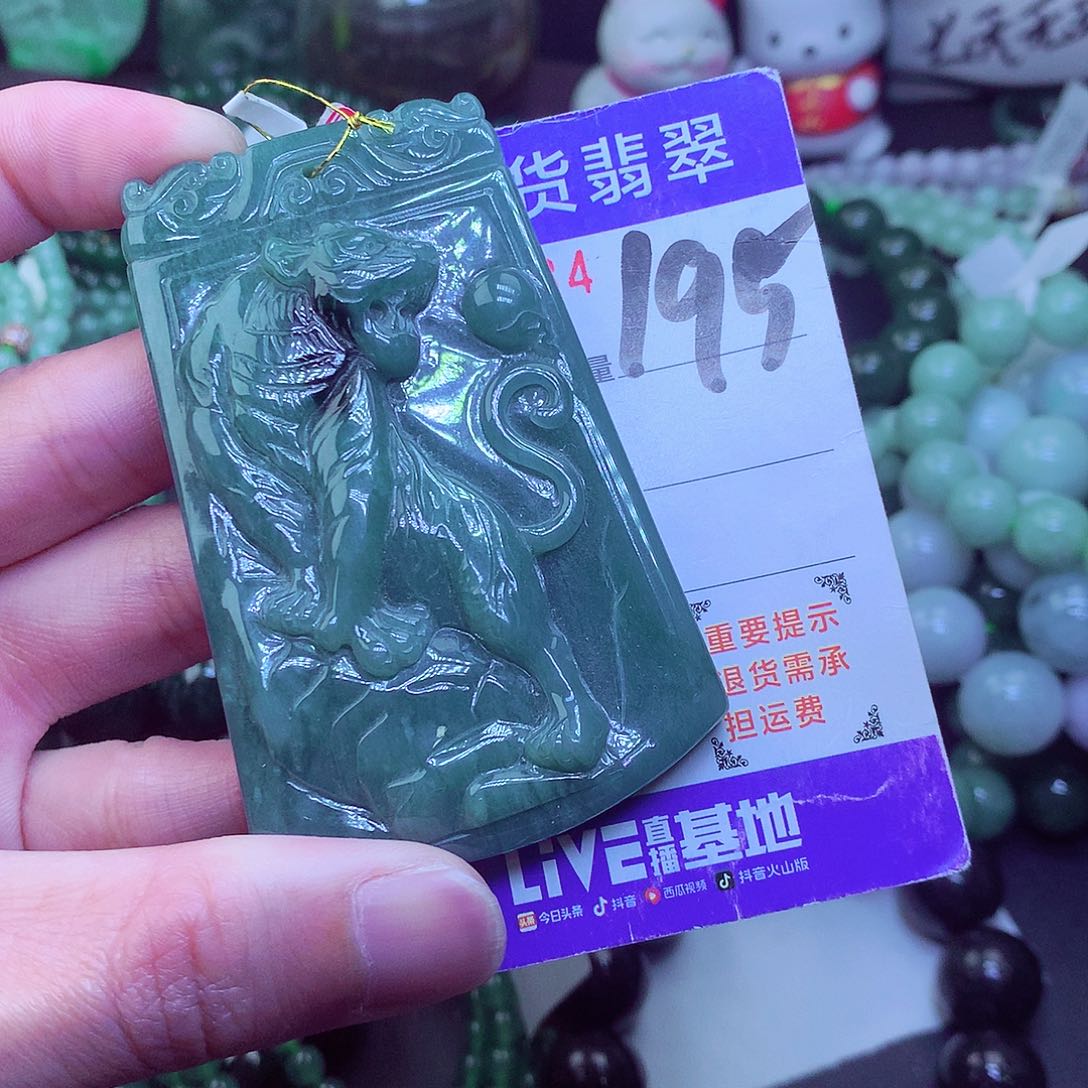 货翡翠
4
195
量
重要提示
退货需承
担运费
LIVE直播基地
头条 今日头条 抖音 西瓜视频 抖音火山版